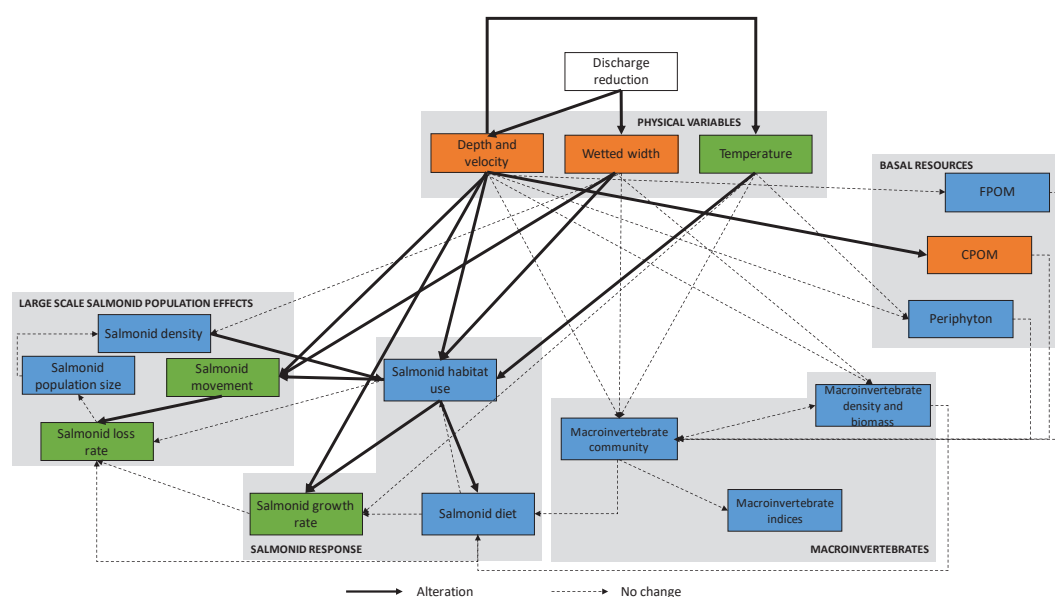 Discharge
reduction
PHYSICAL VARIABLES
Depth and
velocity
Wetted width
Temperature
BASAL RESOURCES
FPOM
CPOM
Periphyton
LARGE SCALE SALMONID POPULATION EFFECTS
Salmonid density
Salmonid
population size
Salmonid
movement
Salmonid loss
rate
Salmonid habitat
use
Salmonid growth
rate
Salmonid diet
SALMONID RESPONSE
Macroinvertebrate
density and
biomass
Macroinvertebrate
community
Macroinvertebrate
indices
MACROINVERTEBRATES
Alteration
No change